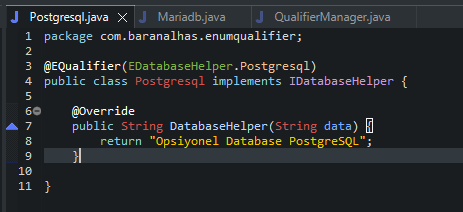 Postgresql.java
Mariadb.java
QualifierManager.java
1 package com.baranalhas.enumqualifier;
2
3 @EQualifier(EDatabaseHelper.Postgresql)
4 public class Postgresql implements IDatabaseHelper {
5
6 @Override
7 public String DatabaseHelper(String data) {
8 return "Opsiyonel Database PostgreSQL";
9 }
10
11 }